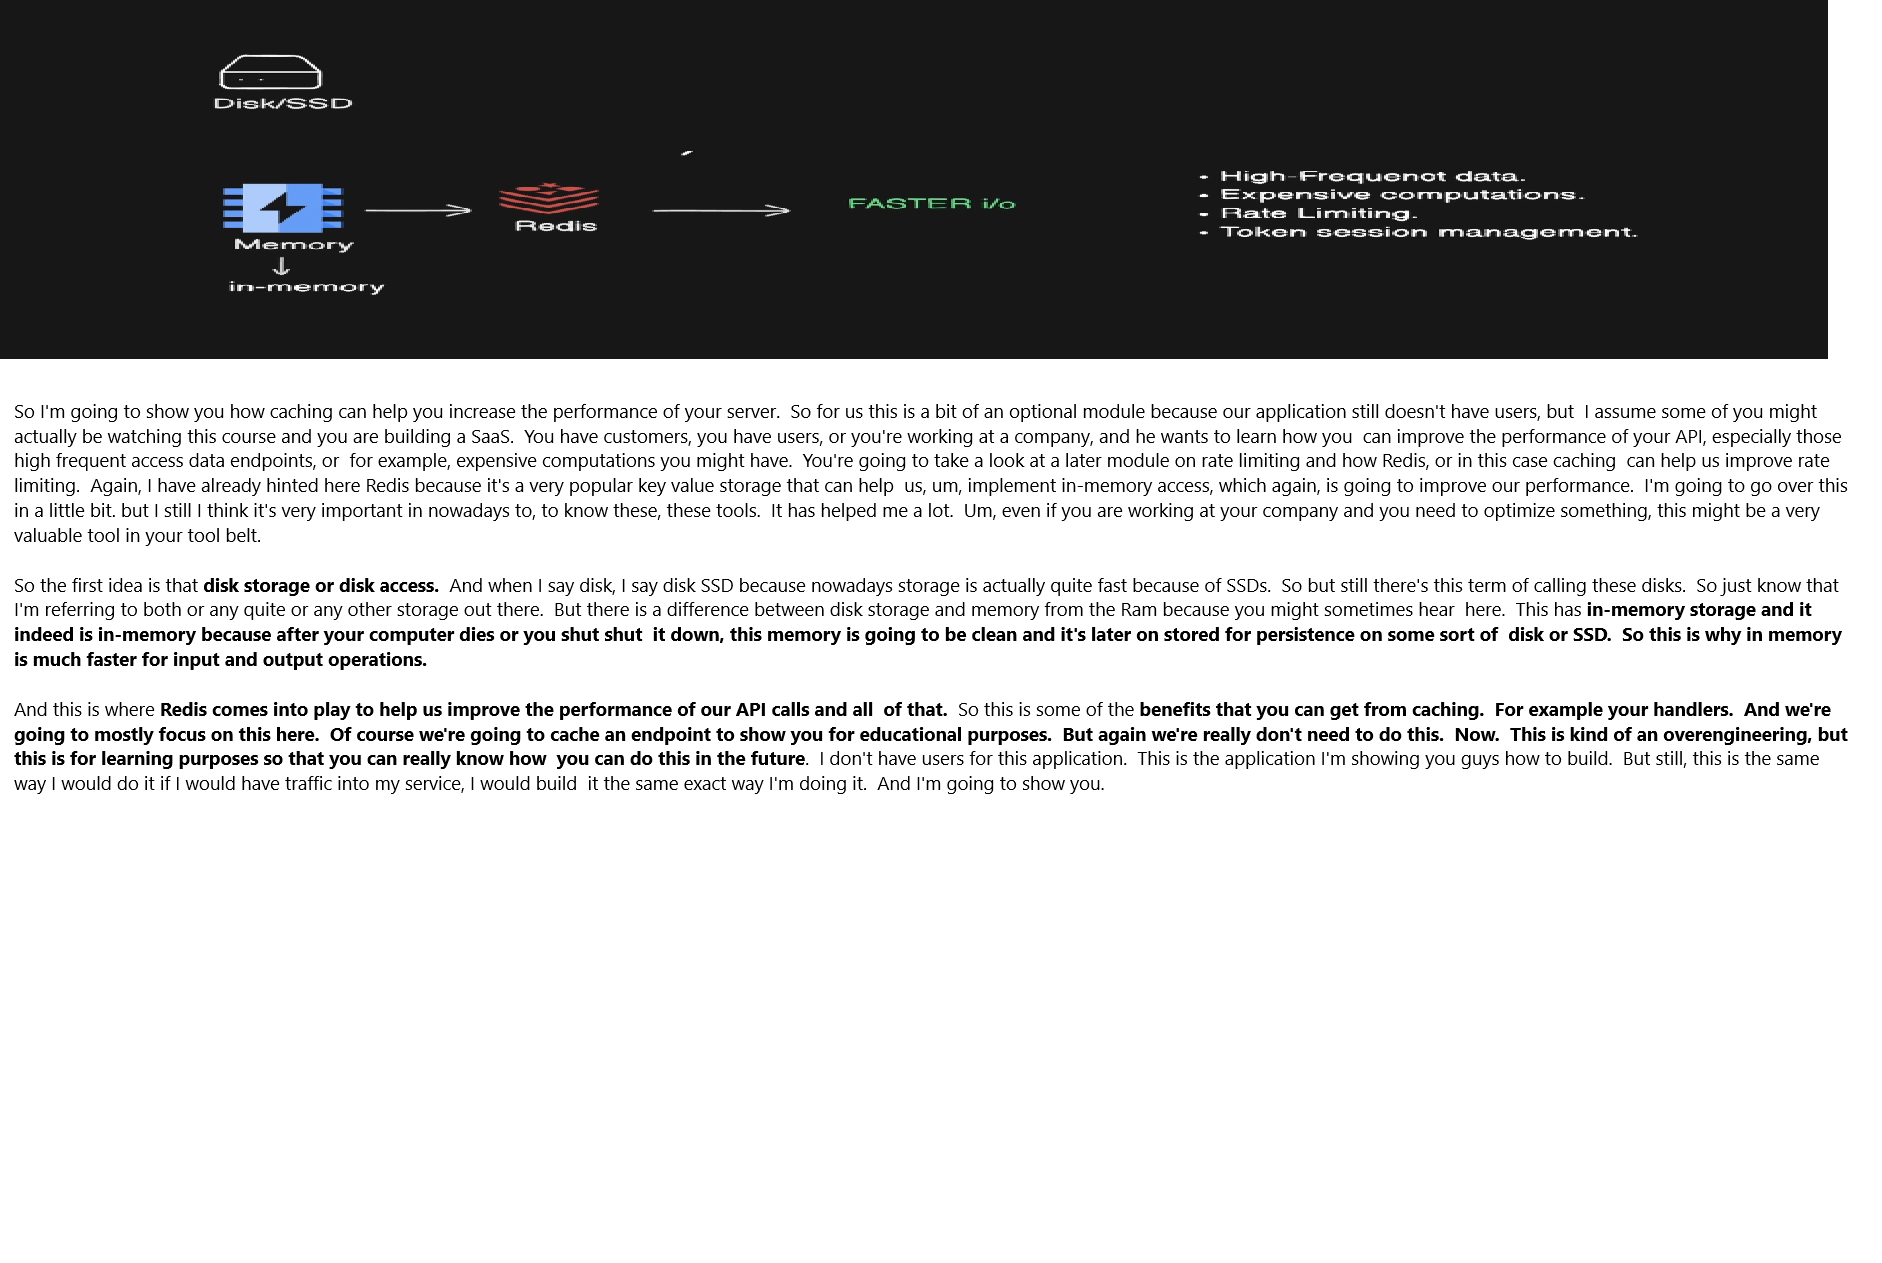 Disk/SSD
Memory
in-memory
Redis
FASTER i/o
• High-Frequenot data.
• Expensive computations.
• Rate Limiting.
• Token session management.
So I'm going to show you how caching can help you increase the performance of your server.  So for us this is a bit of an optional module because our application still doesn't have users, but  I assume some of you might
actually be watching this course and you are building a SaaS.  You have customers, you have users, or you're working at a company, and he wants to learn how you  can improve the performance of your API, especially those
high frequent access data endpoints, or  for example, expensive computations you might have.  You're going to take a look at a later module on rate limiting and how Redis, or in this case caching  can help us improve rate
limiting.  Again, I have already hinted here Redis because it's a very popular key value storage that can help  us, um, implement in-memory access, which again, is going to improve our performance.  I'm going to go over this
in a little bit. but I still I think it's very important in nowadays to, to know these, these tools.  It has helped me a lot.  Um, even if you are working at your company and you need to optimize something, this might be a very
valuable tool in your tool belt.
So the first idea is that disk storage or disk access.  And when I say disk, I say disk SSD because nowadays storage is actually quite fast because of SSDs.  So but still there's this term of calling these disks.  So just know that
I'm referring to both or any quite or any other storage out there.  But there is a difference between disk storage and memory from the Ram because you might sometimes hear  here.  This has in-memory storage and it
indeed is in-memory because after your computer dies or you shut shut  it down, this memory is going to be clean and it's later on stored for persistence on some sort of  disk or SSD.  So this is why in memory
is much faster for input and output operations.
And this is where Redis comes into play to help us improve the performance of our API calls and all  of that.  So this is some of the benefits that you can get from caching.  For example your handlers.  And we're
going to mostly focus on this here.  Of course we're going to cache an endpoint to show you for educational purposes.  But again we're really don't need to do this.  Now.  This is kind of an overengineering, but
this is for learning purposes so that you can really know how  you can do this in the future.  I don't have users for this application.  This is the application I'm showing you guys how to build.  But still, this is the same
way I would do it if I would have traffic into my service, I would build  it the same exact way I'm doing it.  And I'm going to show you.